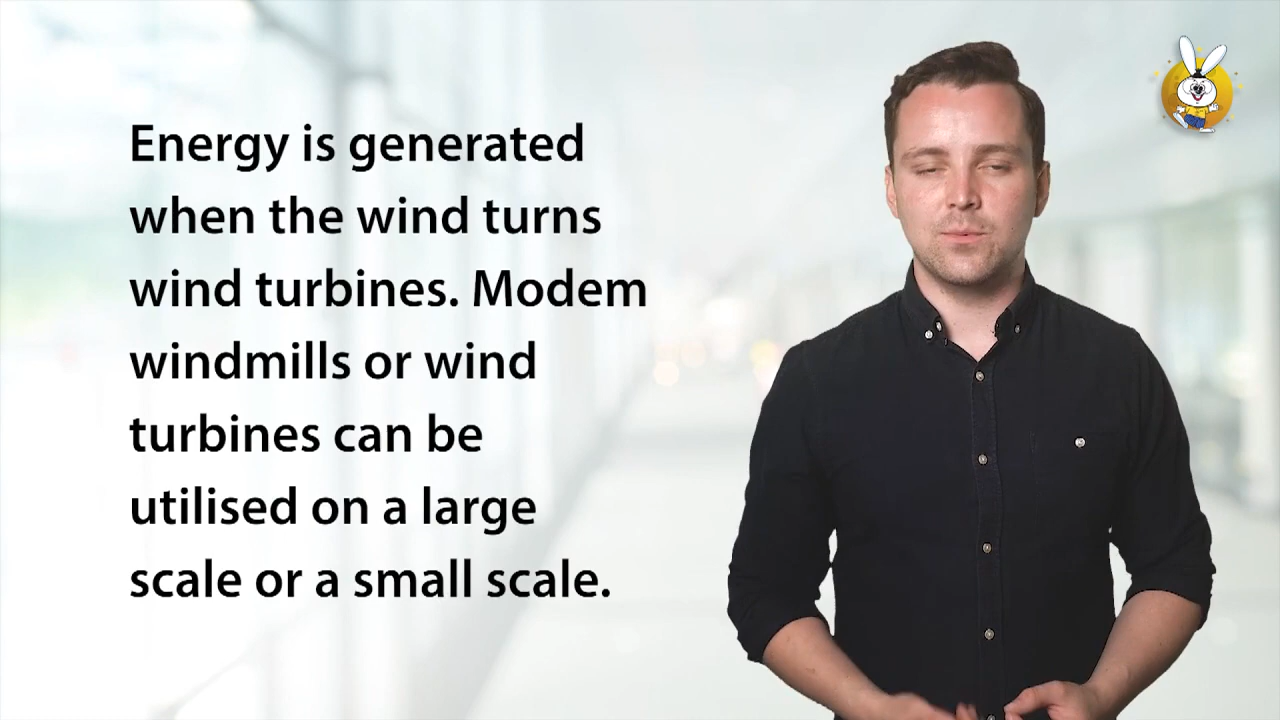 Energy is generated
when the wind turns
wind turbines. Modem
windmills or wind
turbines can be
utilised on a large
scale or a small scale.